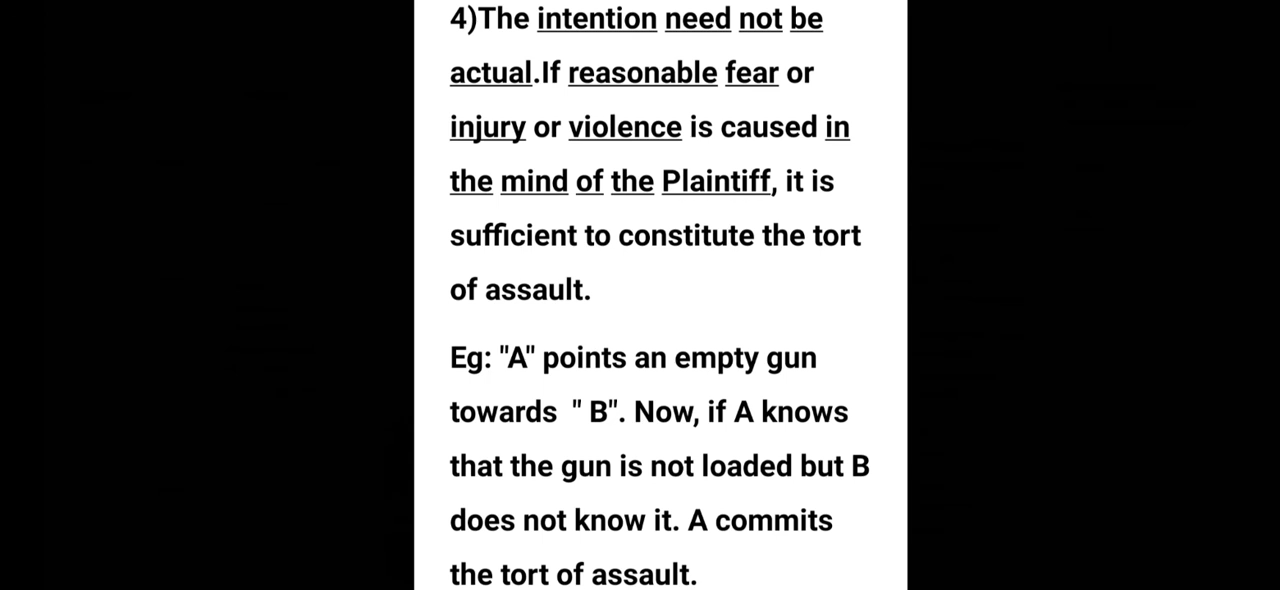 4)The intention need not be
actual.If reasonable fear or
injury or violence is caused in
the mind of the Plaintiff, it is
sufficient to constitute the tort
of assault.
Eg: "A" points an empty gun
towards  " B". Now, if A knows
that the gun is not loaded but B
does not know it. A commits
the tort of assault.